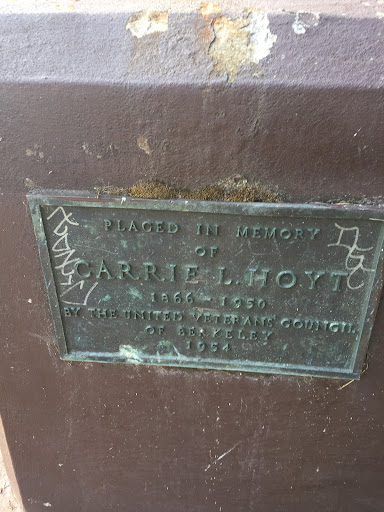 PLACED IN MEMORY
OF
CARRIE L. HOYT
1866 - 1950
BY THE UNITED VETERANS' COUNCIL
OF BERKELEY
1954